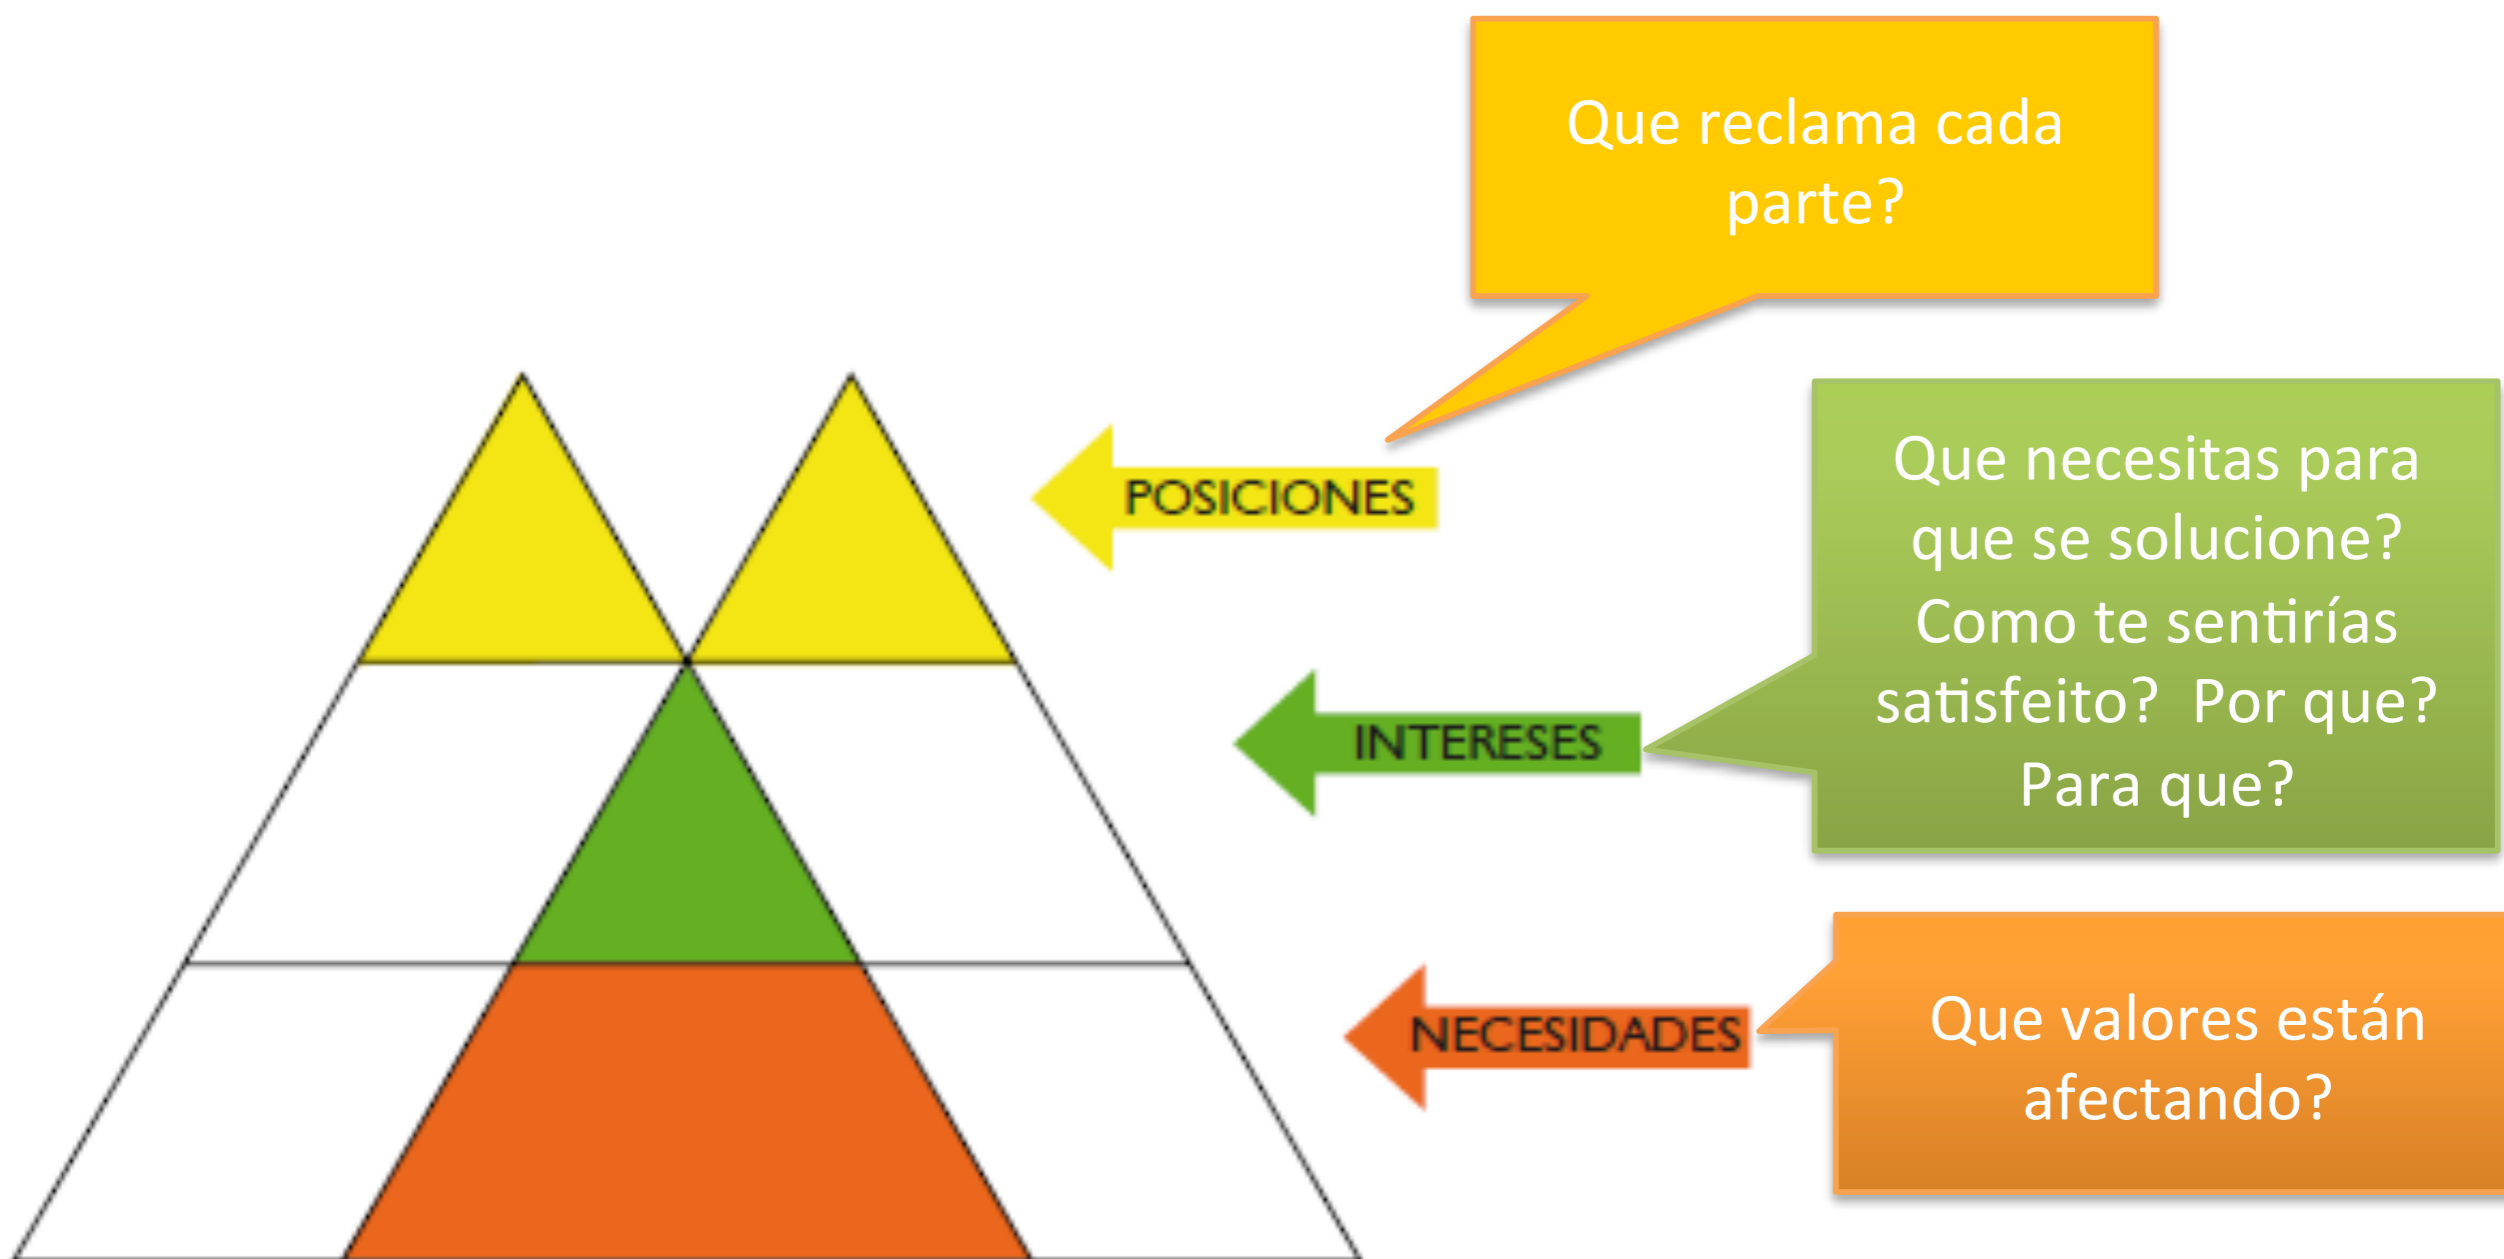 Que reclama cada
parte?
POSICIONES
Que necesitas para
que se solucione?
Como te sentirías
satisfeito? Por que?
Para que?
INTERESES
Que valores están
afectando?
NECESIDADES